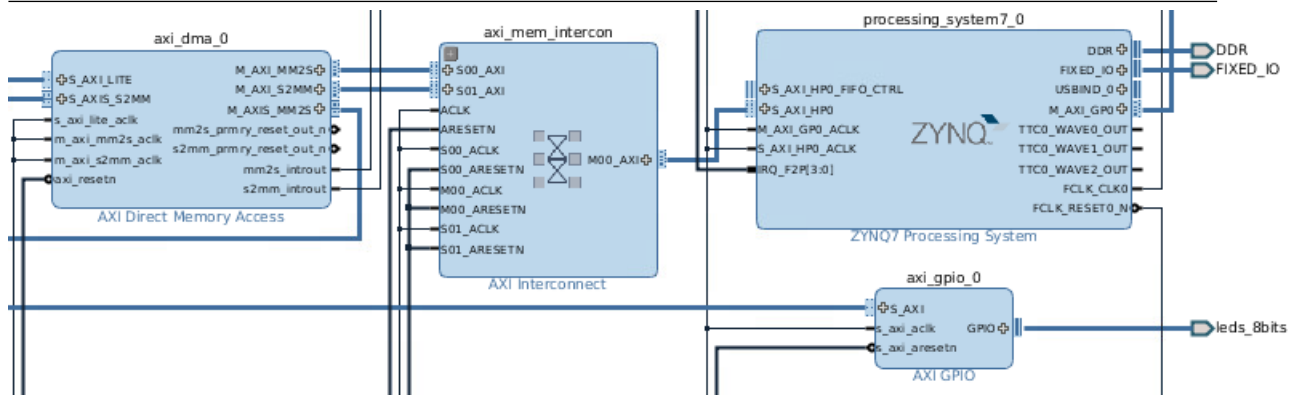 axi_dma_0
S_AXI_LITE
S_AXIS_S2MM
s_axi_lite_aclk
m_axi_mm2s_aclk
m_axi_s2mm_aclk
axi_resetn
M_AXI_MM2S
M_AXI_S2MM
M_AXIS_MM2S
mm2s_prmry_reset_out_n
s2mm_prmry_reset_out_n
mm2s_introut
s2mm_introut
AXI Direct Memory Access
axi_mem_intercon
S00_AXI
S01_AXI
ACLK
ARESETN
S00_ACLK
S00_ARESETN
M00_ACLK
M00_ARESETN
S01_ACLK
S01_ARESETN
M00_AXI
AXI Interconnect
processing_system7_0
S_AXI_HP0_FIFO_CTRL
S_AXI_HP0
M_AXI_GP0_ACLK
S_AXI_HP0_ACLK
IRQ_F2P[3:0]
ZYNQ
DDR
FIXED_IO
USBIND_0
M_AXI_GP0
TTC0_WAVE0_OUT
TTC0_WAVE1_OUT
TTC0_WAVE2_OUT
FCLK_CLK0
FCLK_RESET0_N
ZYNQ7 Processing System
DDR
FIXED_IO
axi_gpio_0
S_AXI
s_axi_aclk
s_axi_aresetn
GPIO
AXI GPIO
leds_8bits